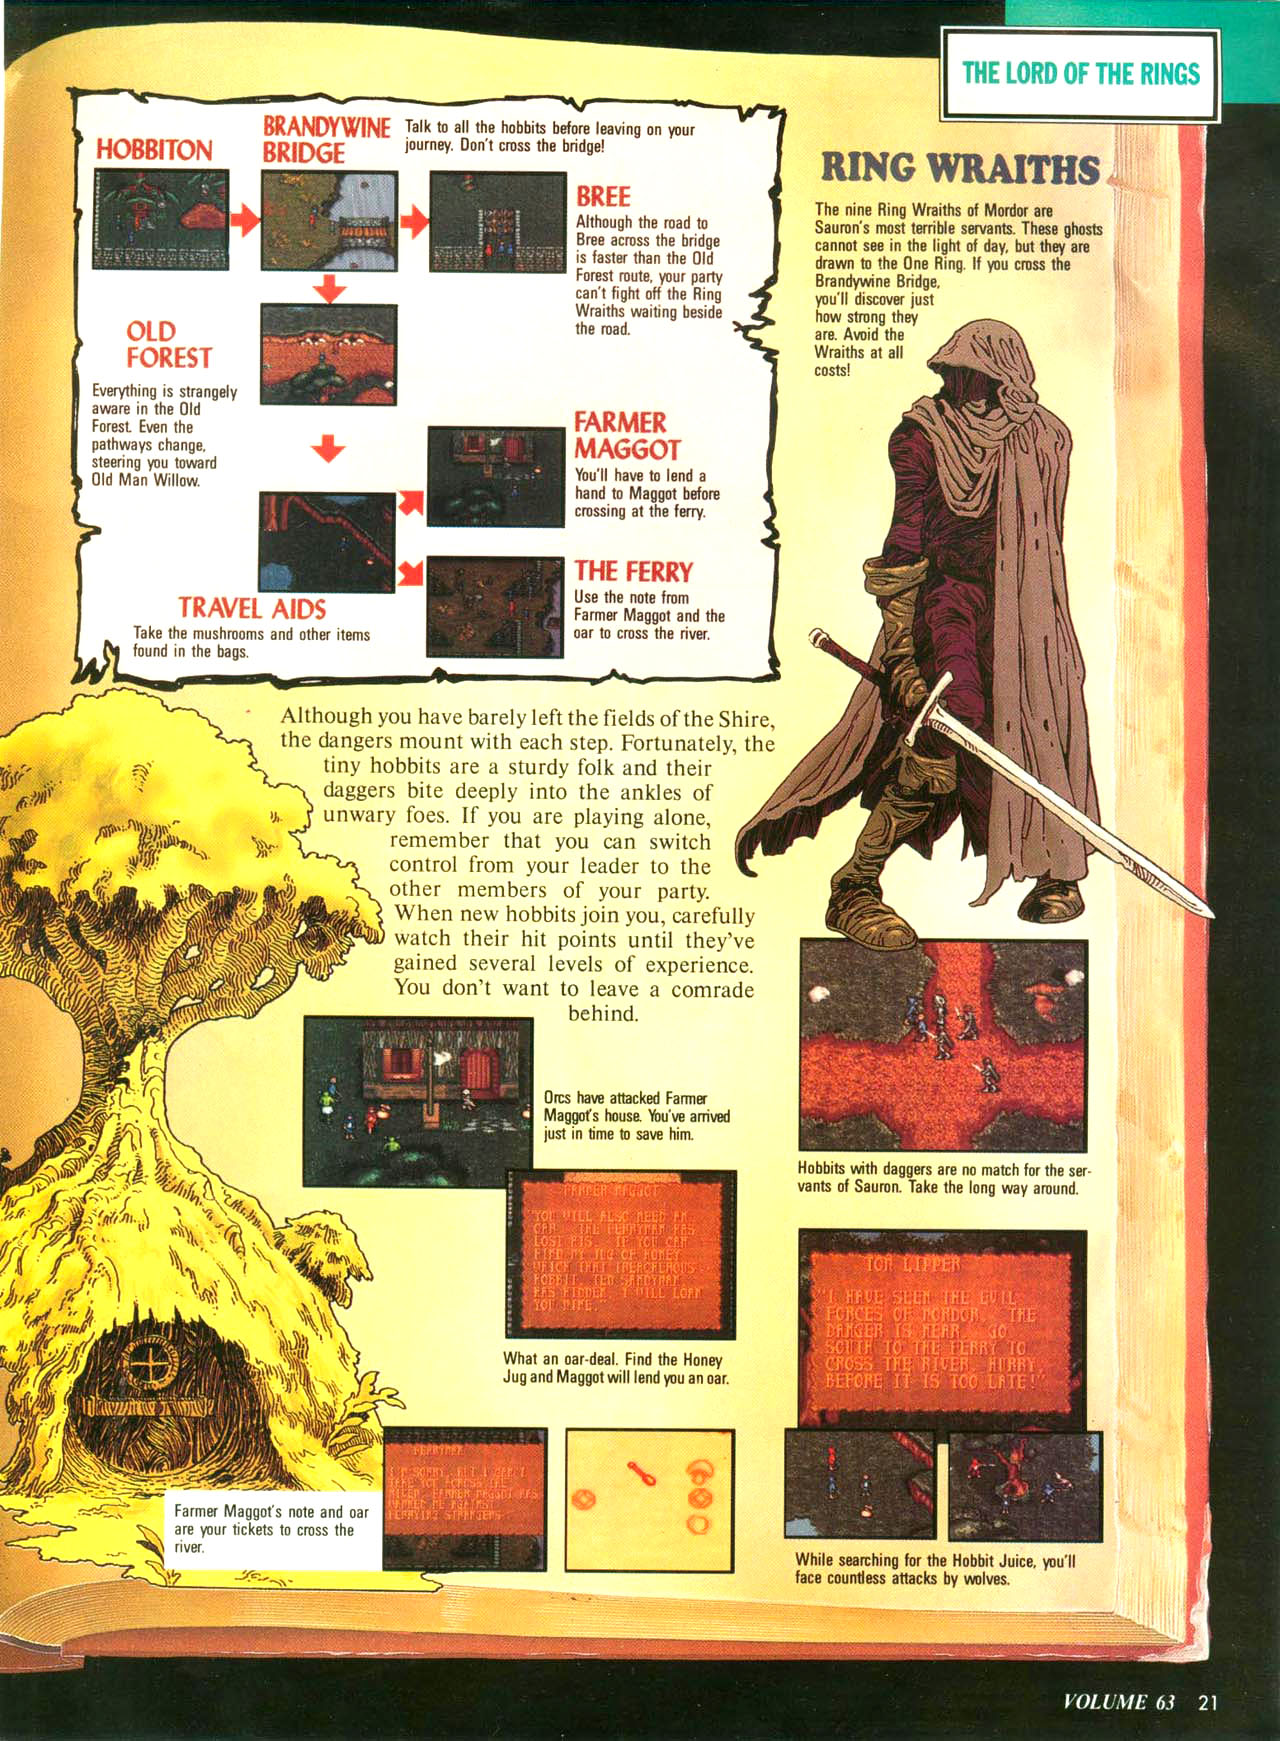 THE LORD OF THE RINGS
HOBBITON
BRANDYWINE
BRIDGE
Talk to all the hobbits before leaving on your
journey. Don't cross the bridge!
BREE
Although the road to
Bree across the bridge
is faster than the Old
Forest route, your party
can't fight off the Ring
Wraiths waiting beside
the road.
OLD
FOREST
Everything is strangely
aware in the Old
Forest. Even the
pathways change,
steering you toward
Old Man Willow.
FARMER
MAGGOT
You'll have to lend a
hand to Maggot before
crossing at the ferry.
THE FERRY
Use the note from
Farmer Maggot and the
oar to cross the river.
TRAVEL AIDS
Take the mushrooms and other items
found in the bags.
RING WRAITHS
The nine Ring Wraiths of Mordor are
Sauron's most terrible servants. These ghosts
cannot see in the light of day, but they are
drawn to the One Ring. If you cross the
Brandywine Bridge,
you'll discover just
how strong they
are. Avoid the
Wraiths at all
costs!
Although you have barely left the fields of the Shire,
the dangers mount with each step. Fortunately, the
tiny hobbits are a sturdy folk and their
daggers bite deeply into the ankles of
unwary foes. If you are playing alone,
remember that you can switch
control from your leader to the
other members of your party.
When new hobbits join you, carefully
watch their hit points until they've
gained several levels of experience.
You don't want to leave a comrade
behind.
Orcs have attacked Farmer
Maggot's house. You've arrived
just in time to save him.
FARMER MAGGOT
"YOU WILL ALSO NEED AN
OAR. THE FERRYMAN HAS
LOST HIS. IF YOU CAN
FIND MY JUG OF HONEY
WHICH THAT TREACHEROUS
HOBBIT, TED SANDYMAN,
HAS HIDDEN, I WILL LOAN
YOU MINE."
What an oar-deal. Find the Honey
Jug and Maggot will lend you an oar.
Hobbits with daggers are no match for the ser-
vants of Sauron. Take the long way around.
TOM LIPPER
"I HAVE SEEN THE EVIL
FORCES OF MORDOR. THE
DANGER IS NEAR. GO
SOUTH TO THE FERRY TO
CROSS THE RIVER. HURRY,
BEFORE IT IS TOO LATE!"
FERRYMAN
I'M SORRY, BUT I CAN'T
TAKE YOU ACROSS THE
RIVER. FARMER MAGGOT HAS
WARNED ME AGAINST
FERRYING STRANGERS.
Farmer Maggot's note and oar
are your tickets to cross the
river.
While searching for the Hobbit Juice, you'll
face countless attacks by wolves.
VOLUME 63 21